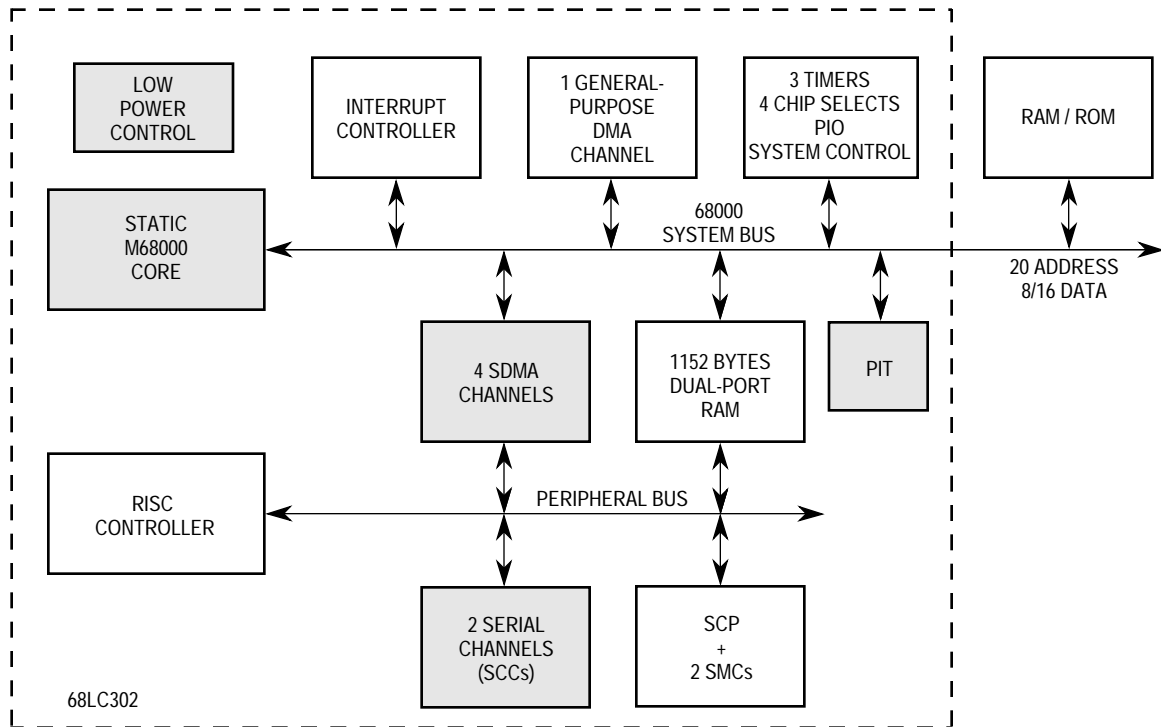 LOW
POWER
CONTROL
INTERRUPT
CONTROLLER
1 GENERAL-
PURPOSE
DMA
CHANNEL
3 TIMERS
4 CHIP SELECTS
PIO
SYSTEM CONTROL
RAM / ROM
STATIC
M68000
CORE
68000
SYSTEM BUS
20 ADDRESS
8/16 DATA
4 SDMA
CHANNELS
1152 BYTES
DUAL-PORT
RAM
PIT
RISC
CONTROLLER
PERIPHERAL BUS
2 SERIAL
CHANNELS
(SCCs)
SCP
+
2 SMCs
68LC302